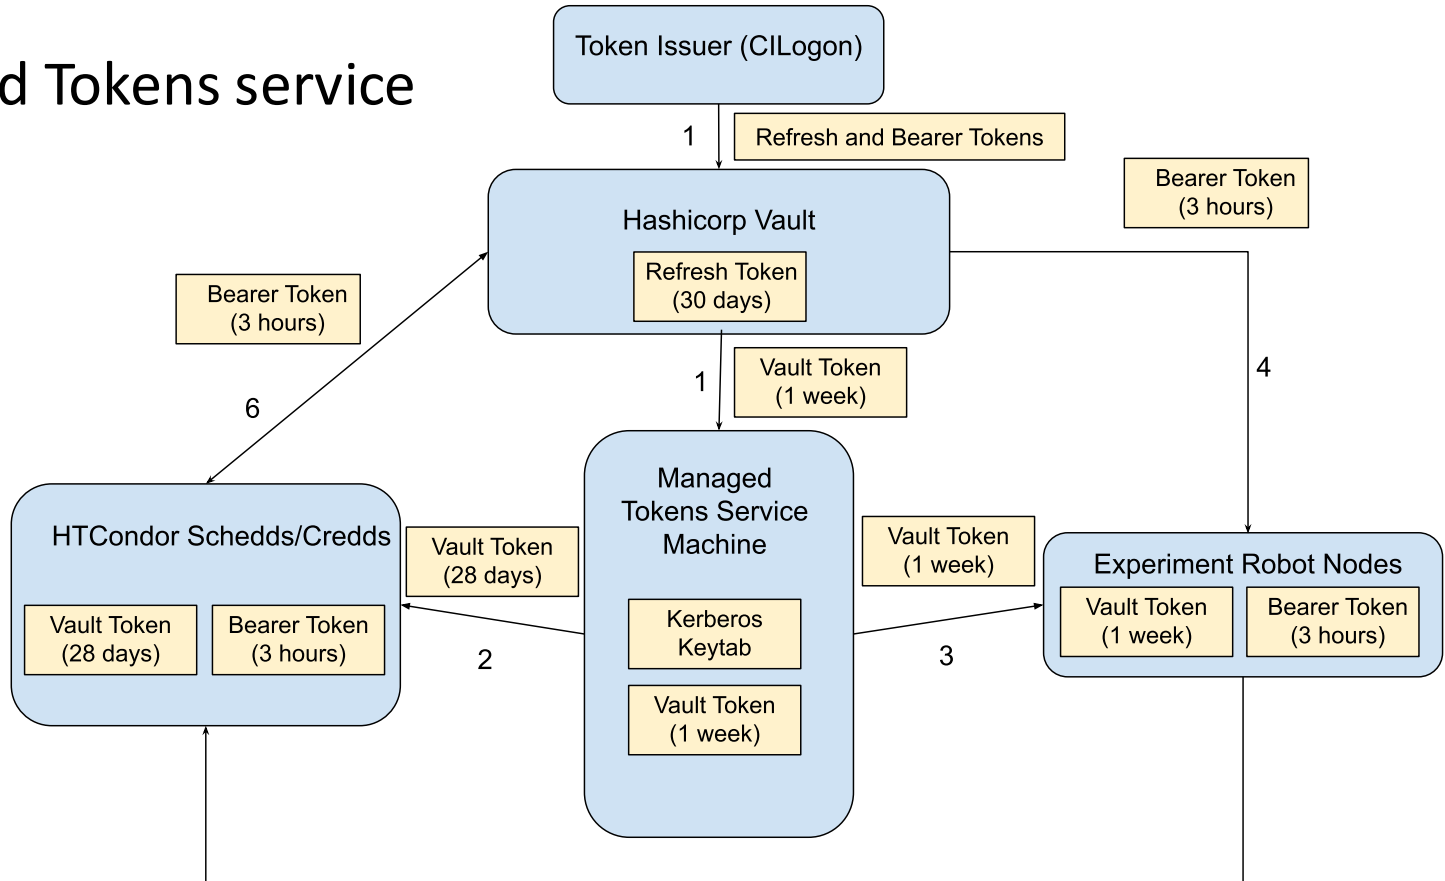 d Tokens service
Token Issuer (CILogon)
1
Refresh and Bearer Tokens
Bearer Token
(3 hours)
Hashicorp Vault
Refresh Token
(30 days)
Bearer Token
(3 hours)
1
Vault Token
(1 week)
4
6
Managed
Tokens Service
Machine
HTCondor Schedds/Credds
Vault Token
(28 days)
Vault Token
(1 week)
Experiment Robot Nodes
Vault Token
(28 days)
Bearer Token
(3 hours)
Kerberos
Keytab
Vault Token
(1 week)
Bearer Token
(3 hours)
2
3
Vault Token
(1 week)